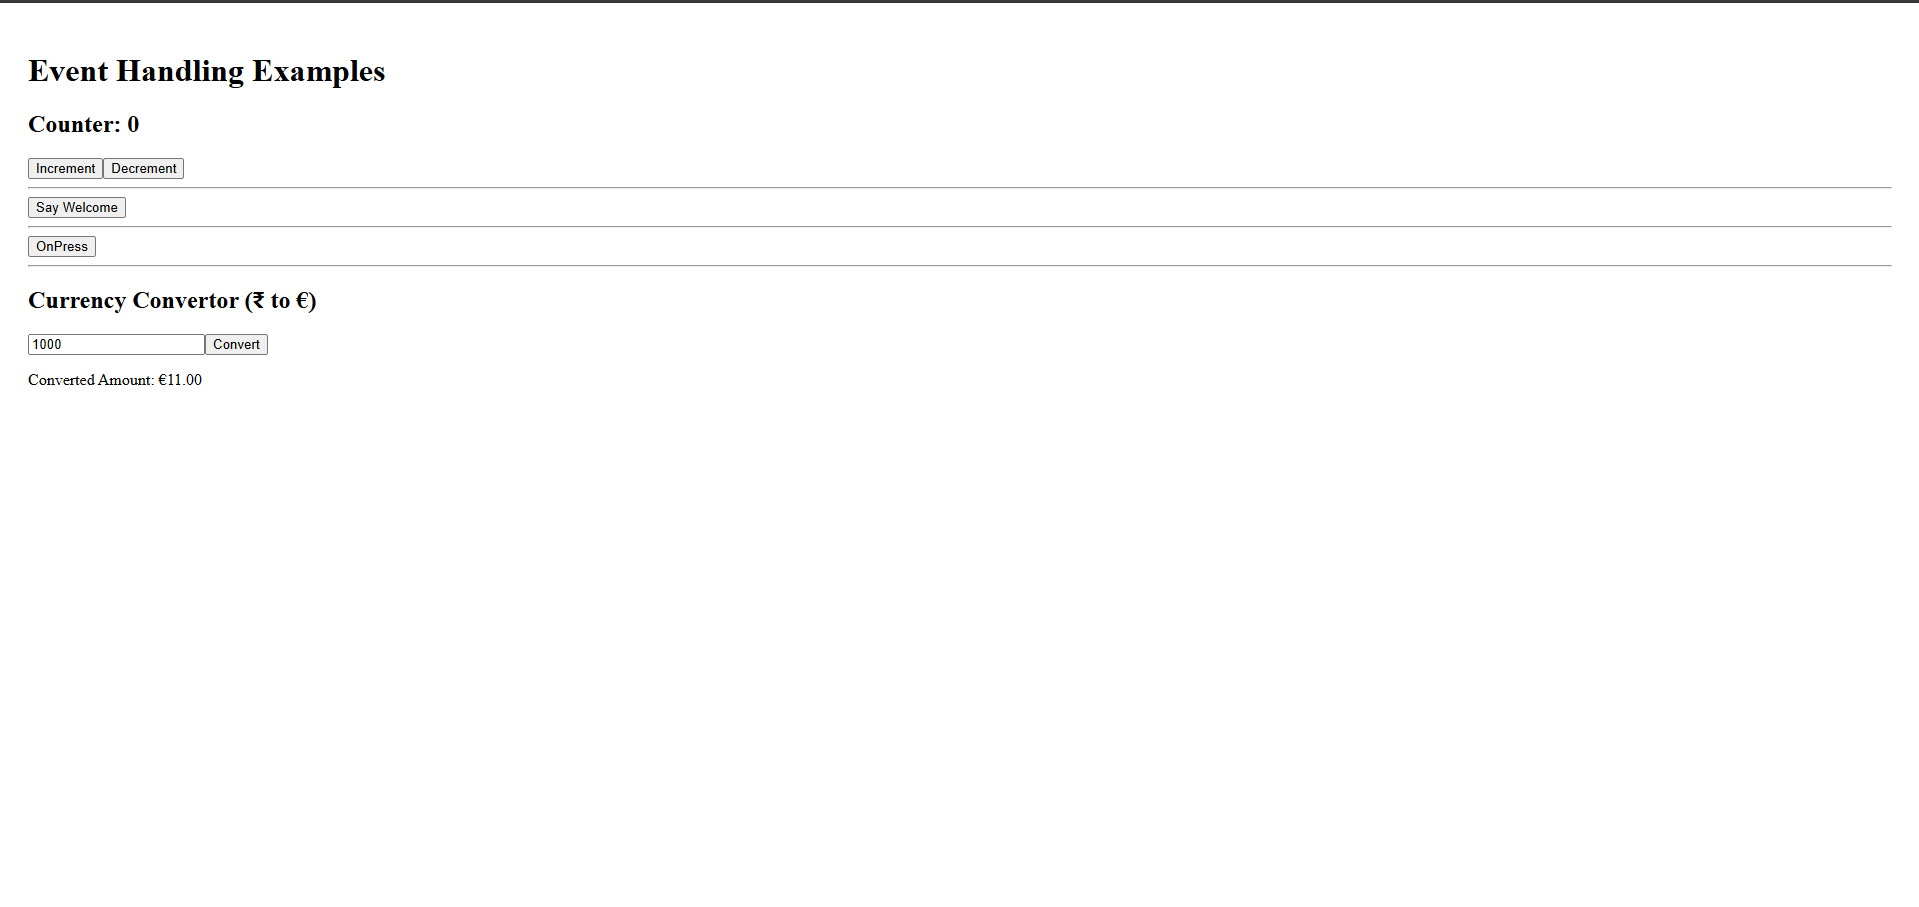 Event Handling Examples
Counter: 0
Increment Decrement
Say Welcome
OnPress
Currency Convertor (₹ to €)
1000 Convert
Converted Amount: €11.00